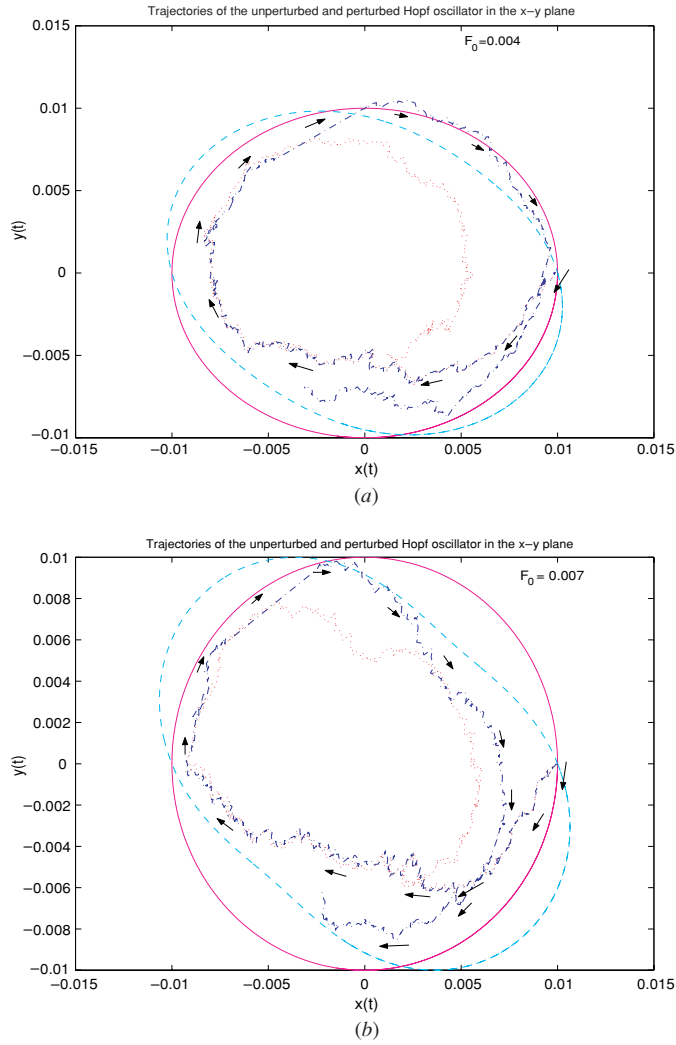 Trajectories of the unperturbed and perturbed Hopf oscillator in the x−y plane
0.015
F0=0.004
0.01
0.005
y(t)
0
−0.005
−0.01
−0.015 −0.01 −0.005 0 0.005 0.01 0.015
x(t)
(a)
Trajectories of the unperturbed and perturbed Hopf oscillator in the x−y plane
0.01
F0 = 0.007
0.008
0.006
0.004
0.002
y(t)
0
−0.002
−0.004
−0.006
−0.008
−0.01
−0.015 −0.01 −0.005 0 0.005 0.01 0.015
x(t)
(b)